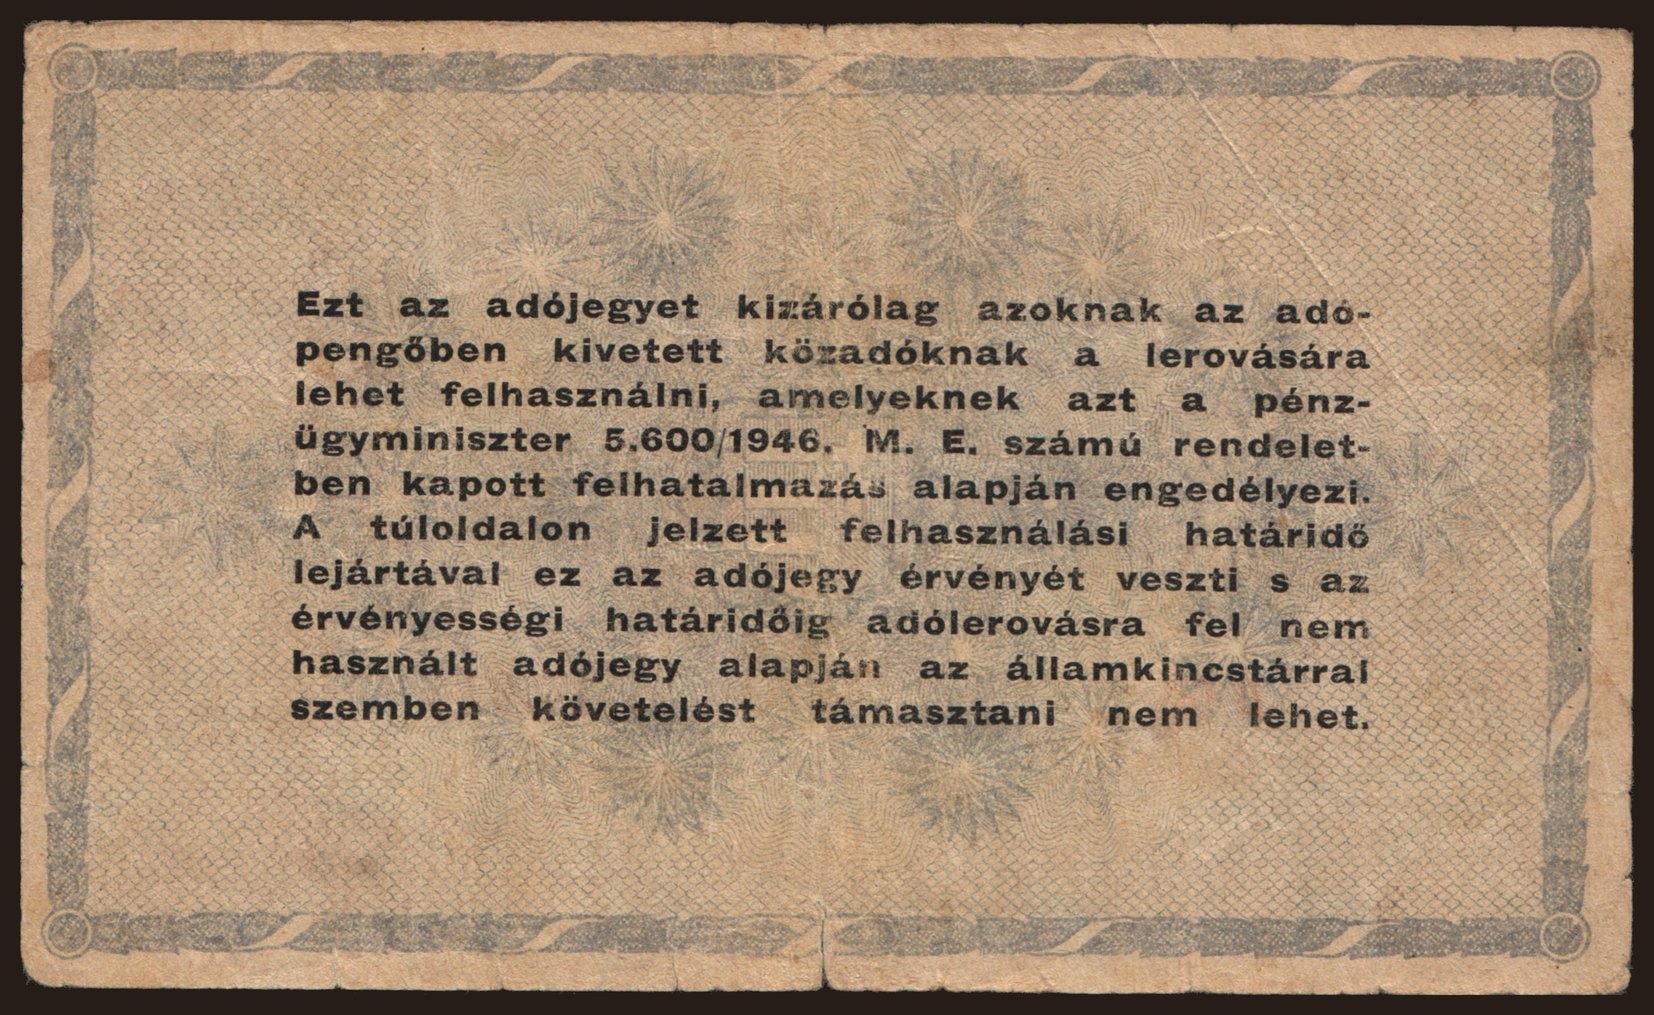 Ezt az adójegyet kizárólag azoknak az adó-
pengőben kivetett közadóknak a lerovására
lehet felhasználni, amelyeknek azt a pénz-
ügyminiszter 5.600/1946. M. E. számú rendelet-
ben kapott felhatalmazás alapján engedélyezi.
A túloldalon jelzett felhasználási határidő
lejártával ez az adójegy érvényét veszti s az
érvényességi határidőig adólerovásra fel nem
használt adójegy alapján az államkincstárral
szemben követelést támasztani nem lehet.